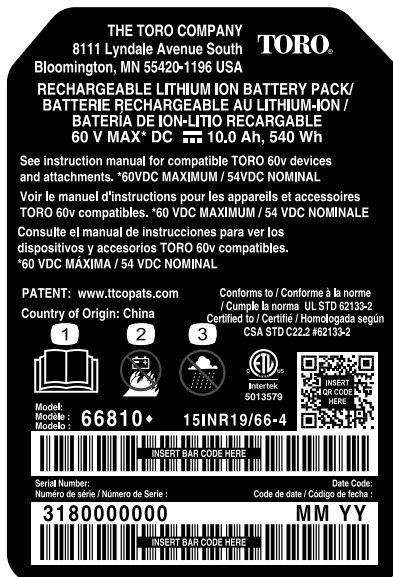 THE TORO COMPANY
8111 Lyndale Avenue South
Bloomington, MN 55420-1196 USA
TORO®
RECHARGEABLE LITHIUM ION BATTERY PACK/
BATTERIE RECHARGEABLE AU LITHIUM-ION /
BATERÍA DE ION-LITIO RECARGABLE
60 V MAX* DC 10.0 Ah, 540 Wh
See instruction manual for compatible TORO 60v devices
and attachments. *60VDC MAXIMUM / 54VDC NOMINAL
Voir le manuel d'instructions pour les appareils et accessoires
TORO 60v compatibles. *60 VDC MAXIMUM / 54 VDC NOMINALE
Consulte el manual de instrucciones para ver los
dispositivos y accesorios TORO 60v compatibles.
*60 VDC MÁXIMA / 54 VDC NOMINAL
PATENT: www.ttcopats.com
Country of Origin: China
Conforms to / Conforme à la norme
/ Cumple la norma UL STD 62133-2
Certified to / Certifié / Homologada según
CSA STD C22.2 #62133-2
1 2 3
C ETL US
Intertek
5013579
INSERT
QR CODE
HERE
Model:
Modèle :
Modelo :
66810♦ 15INR19/66-4
INSERT BAR CODE HERE
Serial Number:
Numéro de série / Número de Serie :
Date Code:
Code de date / Código de fecha :
3180000000 MM YY
INSERT BAR CODE HERE